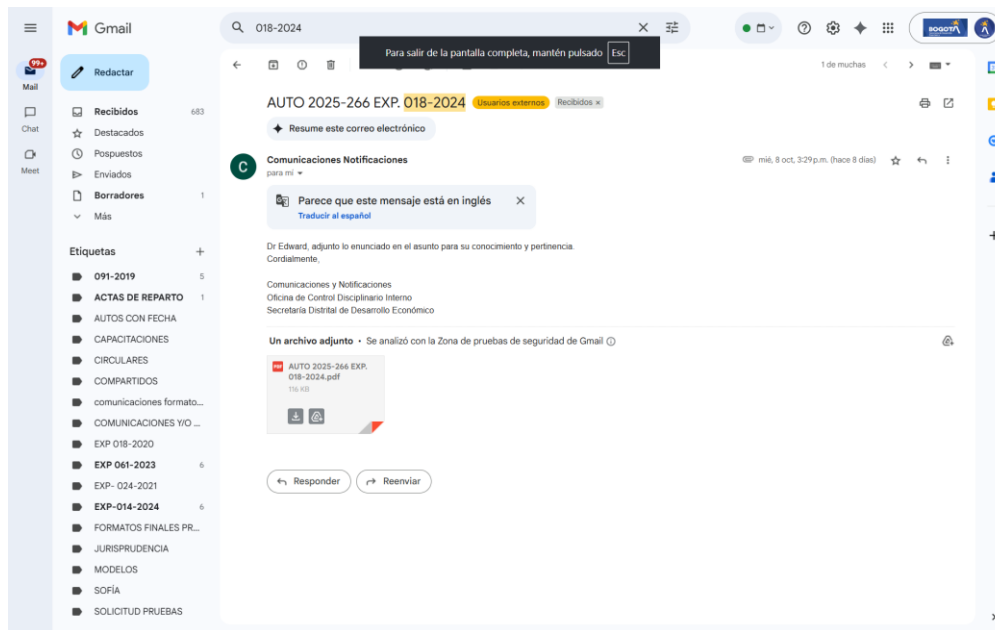 Gmail
018-2024
BOGOTÁ
Para salir de la pantalla completa, mantén pulsado Esc
99+
Mail
Chat
Meet
Redactar
Recibidos 683
Destacados
Pospuestos
Enviados
Borradores 1
Más
Etiquetas
091-2019 5
ACTAS DE REPARTO 1
AUTOS CON FECHA
CAPACITACIONES
CIRCULARES
COMPARTIDOS
comunicaciones formato...
COMUNICACIONES Y/O ...
EXP 018-2020
EXP 061-2023 6
EXP- 024-2021
EXP-014-2024 6
FORMATOS FINALES PR...
JURISPRUDENCIA
MODELOS
SOFÍA
SOLICITUD PRUEBAS
1 de muchas
AUTO 2025-266 EXP. 018-2024 Usuarios externos Recibidos ×
Resume este correo electrónico
C
Comunicaciones Notificaciones mié, 8 oct, 3:29 p.m. (hace 8 días)
para mí
Parece que este mensaje está en inglés
Traducir al español
Dr Edward, adjunto lo enunciado en el asunto para su conocimiento y pertinencia.
Cordialmente,
Comunicaciones y Notificaciones
Oficina de Control Disciplinario Interno
Secretaría Distrital de Desarrollo Económico
Un archivo adjunto • Se analizó con la Zona de pruebas de seguridad de Gmail
PDF AUTO 2025-266 EXP.
018-2024.pdf
116 KB
Responder Reenviar